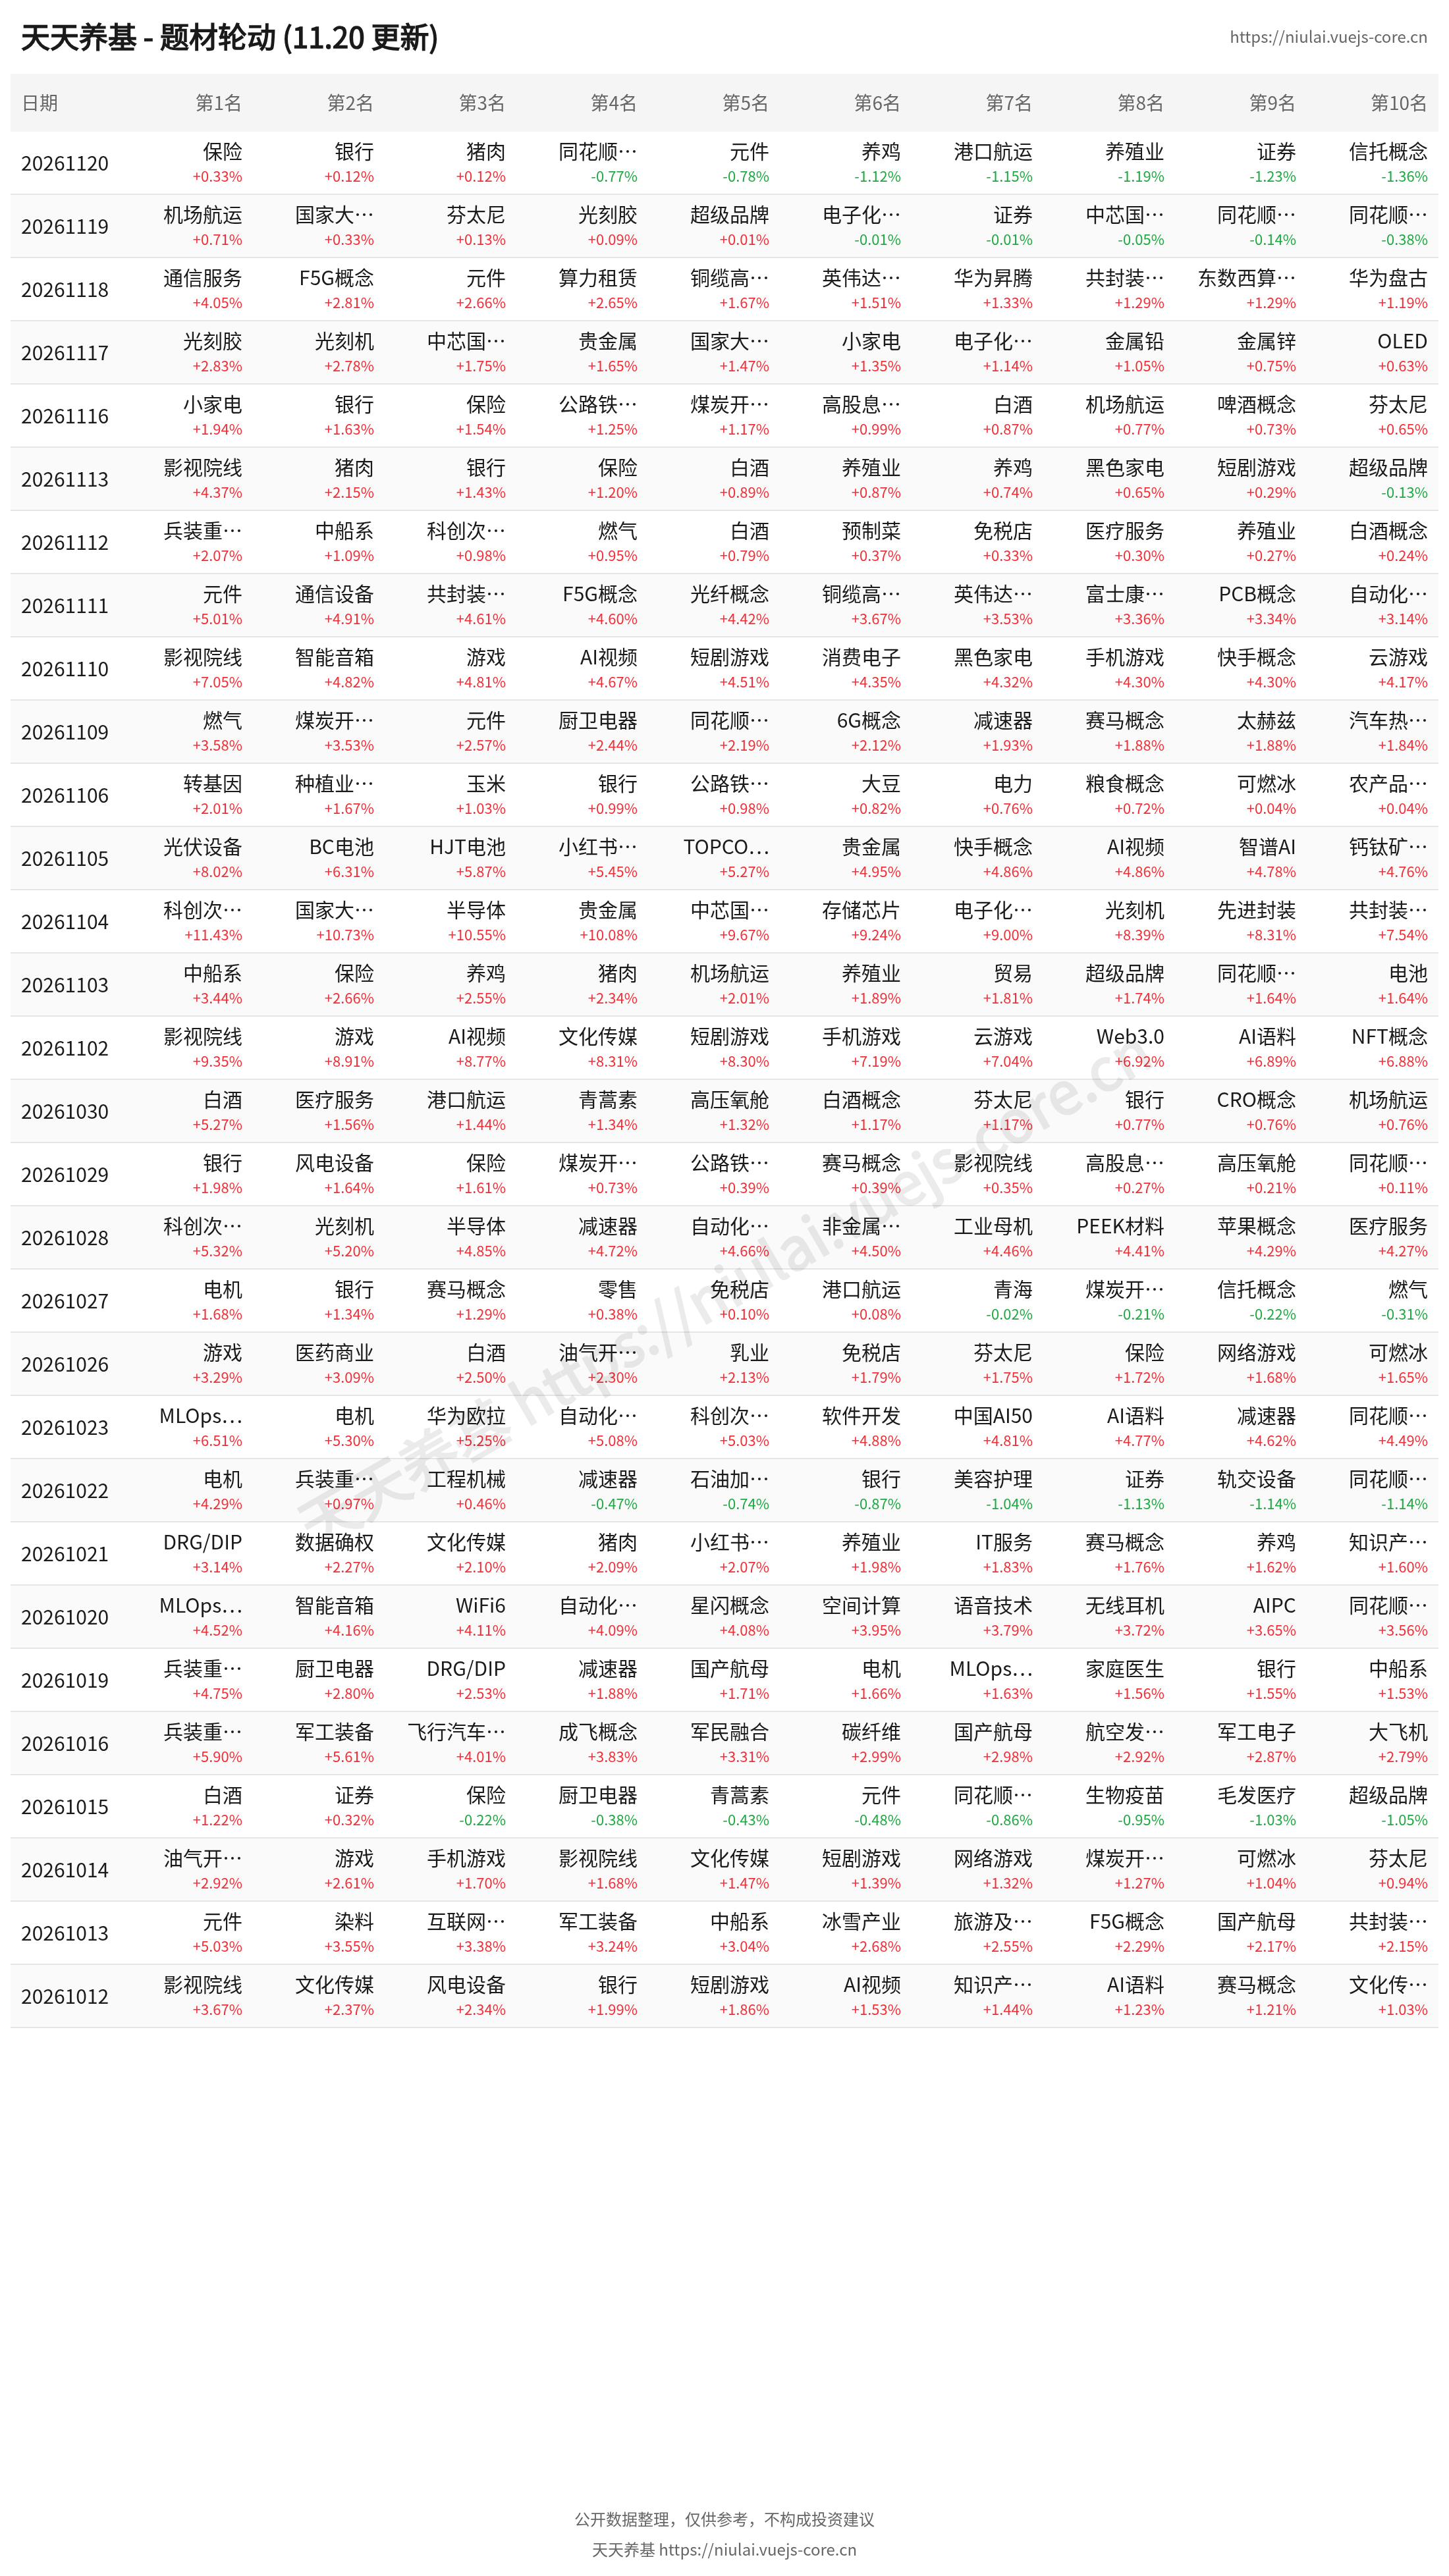 天天养基 - 题材轮动 (11.20 更新)
https://niulai.vuejs-core.cn
日期 第1名 第2名 第3名 第4名 第5名 第6名 第7名 第8名 第9名 第10名
20261120 保险 银行 猪肉 同花顺… 元件 养鸡 港口航运 养殖业 证券 信托概念
+0.33% +0.12% +0.12% -0.77% -0.78% -1.12% -1.15% -1.19% -1.23% -1.36%
20261119 机场航运 国家大… 芬太尼 光刻胶 超级品牌 电子化… 证券 中芯国… 同花顺… 同花顺…
+0.71% +0.33% +0.13% +0.09% +0.01% -0.01% -0.01% -0.05% -0.14% -0.38%
20261118 通信服务 F5G概念 元件 算力租赁 铜缆高… 英伟达… 华为昇腾 共封装… 东数西算… 华为盘古
+4.05% +2.81% +2.66% +2.65% +1.67% +1.51% +1.33% +1.29% +1.29% +1.19%
20261117 光刻胶 光刻机 中芯国… 贵金属 国家大… 小家电 电子化… 金属铅 金属锌 OLED
+2.83% +2.78% +1.75% +1.65% +1.47% +1.35% +1.14% +1.05% +0.75% +0.63%
20261116 小家电 银行 保险 公路铁… 煤炭开… 高股息… 白酒 机场航运 啤酒概念 芬太尼
+1.94% +1.63% +1.54% +1.25% +1.17% +0.99% +0.87% +0.77% +0.73% +0.65%
20261113 影视院线 猪肉 银行 保险 白酒 养殖业 养鸡 黑色家电 短剧游戏 超级品牌
+4.37% +2.15% +1.43% +1.20% +0.89% +0.87% +0.74% +0.65% +0.29% -0.13%
20261112 兵装重… 中船系 科创次… 燃气 白酒 预制菜 免税店 医疗服务 养殖业 白酒概念
+2.07% +1.09% +0.98% +0.95% +0.79% +0.37% +0.33% +0.30% +0.27% +0.24%
20261111 元件 通信设备 共封装… F5G概念 光纤概念 铜缆高… 英伟达… 富士康… PCB概念 自动化…
+5.01% +4.91% +4.61% +4.60% +4.42% +3.67% +3.53% +3.36% +3.34% +3.14%
20261110 影视院线 智能音箱 游戏 AI视频 短剧游戏 消费电子 黑色家电 手机游戏 快手概念 云游戏
+7.05% +4.82% +4.81% +4.67% +4.51% +4.35% +4.32% +4.30% +4.30% +4.17%
20261109 燃气 煤炭开… 元件 厨卫电器 同花顺… 6G概念 减速器 赛马概念 太赫兹 汽车热…
+3.58% +3.53% +2.57% +2.44% +2.19% +2.12% +1.93% +1.88% +1.88% +1.84%
20261106 转基因 种植业… 玉米 银行 公路铁… 大豆 电力 粮食概念 可燃冰 农产品…
+2.01% +1.67% +1.03% +0.99% +0.98% +0.82% +0.76% +0.72% +0.04% +0.04%
20261105 光伏设备 BC电池 HJT电池 小红书… TOPCO… 贵金属 快手概念 AI视频 智谱AI 钙钛矿…
+8.02% +6.31% +5.87% +5.45% +5.27% +4.95% +4.86% +4.86% +4.78% +4.76%
20261104 科创次… 国家大… 半导体 贵金属 中芯国… 存储芯片 电子化… 光刻机 先进封装 共封装…
+11.43% +10.73% +10.55% +10.08% +9.67% +9.24% +9.00% +8.39% +8.31% +7.54%
20261103 中船系 保险 养鸡 猪肉 机场航运 养殖业 贸易 超级品牌 同花顺… 电池
+3.44% +2.66% +2.55% +2.34% +2.01% +1.89% +1.81% +1.74% +1.64% +1.64%
20261102 影视院线 游戏 AI视频 文化传媒 短剧游戏 手机游戏 云游戏 Web3.0 AI语料 NFT概念
+9.35% +8.91% +8.77% +8.31% +8.30% +7.19% +7.04% +6.92% +6.89% +6.88%
20261030 白酒 医疗服务 港口航运 青蒿素 高压氧舱 白酒概念 芬太尼 银行 CRO概念 机场航运
+5.27% +1.56% +1.44% +1.34% +1.32% +1.17% +1.17% +0.77% +0.76% +0.76%
20261029 银行 风电设备 保险 煤炭开… 公路铁… 赛马概念 影视院线 高股息… 高压氧舱 同花顺…
+1.98% +1.64% +1.61% +0.73% +0.39% +0.39% +0.35% +0.27% +0.21% +0.11%
20261028 科创次… 光刻机 半导体 减速器 自动化… 非金属… 工业母机 PEEK材料 苹果概念 医疗服务
+5.32% +5.20% +4.85% +4.72% +4.66% +4.50% +4.46% +4.41% +4.29% +4.27%
20261027 电机 银行 赛马概念 零售 免税店 港口航运 青海 煤炭开… 信托概念 燃气
+1.68% +1.34% +1.29% +0.38% +0.10% +0.08% -0.02% -0.21% -0.22% -0.31%
20261026 游戏 医药商业 白酒 油气开… 乳业 免税店 芬太尼 保险 网络游戏 可燃冰
+3.29% +3.09% +2.50% +2.30% +2.13% +1.79% +1.75% +1.72% +1.68% +1.65%
20261023 MLOps… 电机 华为欧拉 自动化… 科创次… 软件开发 中国AI50 AI语料 减速器 同花顺…
+6.51% +5.30% +5.25% +5.08% +5.03% +4.88% +4.81% +4.77% +4.62% +4.49%
20261022 电机 兵装重… 工程机械 减速器 石油加… 银行 美容护理 证券 轨交设备 同花顺…
+4.29% +0.97% +0.46% -0.47% -0.74% -0.87% -1.04% -1.13% -1.14% -1.14%
20261021 DRG/DIP 数据确权 文化传媒 猪肉 小红书… 养殖业 IT服务 赛马概念 养鸡 知识产…
+3.14% +2.27% +2.10% +2.09% +2.07% +1.98% +1.83% +1.76% +1.62% +1.60%
20261020 MLOps… 智能音箱 WiFi6 自动化… 星闪概念 空间计算 语音技术 无线耳机 AIPC 同花顺…
+4.52% +4.16% +4.11% +4.09% +4.08% +3.95% +3.79% +3.72% +3.65% +3.56%
20261019 兵装重… 厨卫电器 DRG/DIP 减速器 国产航母 电机 MLOps… 家庭医生 银行 中船系
+4.75% +2.80% +2.53% +1.88% +1.71% +1.66% +1.63% +1.56% +1.55% +1.53%
20261016 兵装重… 军工装备 飞行汽车… 成飞概念 军民融合 碳纤维 国产航母 航空发… 军工电子 大飞机
+5.90% +5.61% +4.01% +3.83% +3.31% +2.99% +2.98% +2.92% +2.87% +2.79%
20261015 白酒 证券 保险 厨卫电器 青蒿素 元件 同花顺… 生物疫苗 毛发医疗 超级品牌
+1.22% +0.32% -0.22% -0.38% -0.43% -0.48% -0.86% -0.95% -1.03% -1.05%
20261014 油气开… 游戏 手机游戏 影视院线 文化传媒 短剧游戏 网络游戏 煤炭开… 可燃冰 芬太尼
+2.92% +2.61% +1.70% +1.68% +1.47% +1.39% +1.32% +1.27% +1.04% +0.94%
20261013 元件 染料 互联网… 军工装备 中船系 冰雪产业 旅游及… F5G概念 国产航母 共封装…
+5.03% +3.55% +3.38% +3.24% +3.04% +2.68% +2.55% +2.29% +2.17% +2.15%
20261012 影视院线 文化传媒 风电设备 银行 短剧游戏 AI视频 知识产… AI语料 赛马概念 文化传…
+3.67% +2.37% +2.34% +1.99% +1.86% +1.53% +1.44% +1.23% +1.21% +1.03%
天天养基 https://niulai.vuejs-core.cn
公开数据整理，仅供参考，不构成投资建议
天天养基 https://niulai.vuejs-core.cn